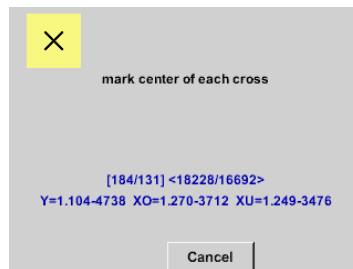 mark center of each cross
[184/131] <18228/16692>
Y=1.104-4738 XO=1.270-3712 XU=1.249-3476
Cancel